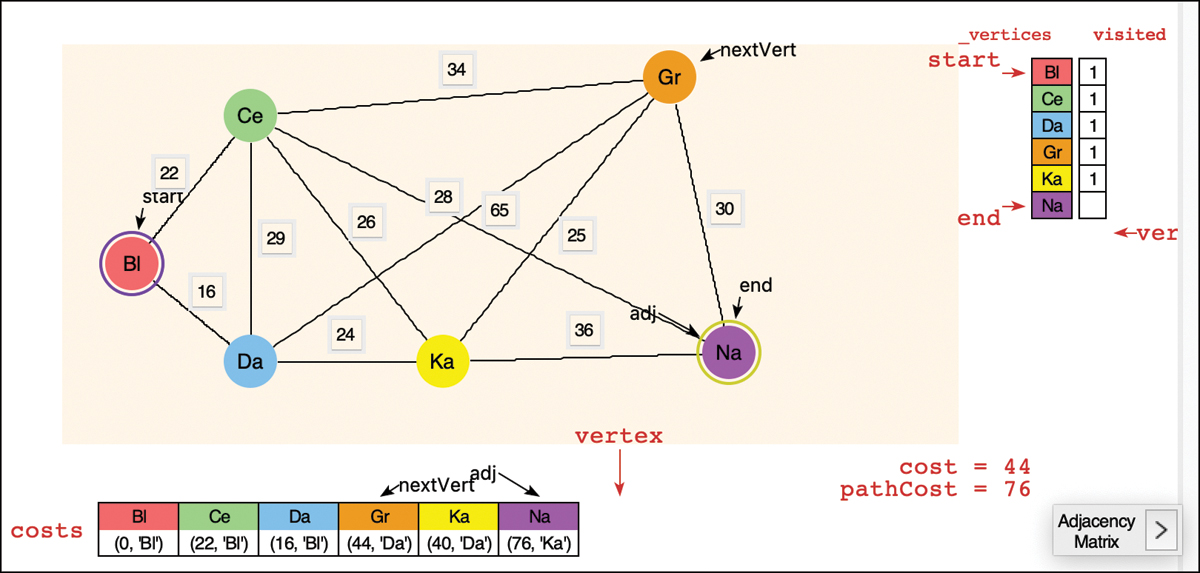 _vertices visited
34
nextVert
Gr
start
Bl 1
Ce
Ce 1
Da 1
Gr 1
22
Ka 1
start
28
65
30
Na
26
end
25
ver
29
Bl
16
end
adj
24
36
Da
Ka
Na
vertex
cost = 44
adj
nextVert
pathCost = 76
Bl Ce Da Gr Ka Na
costs
(0, 'Bl') (22, 'Bl') (16, 'Bl') (44, 'Da') (40, 'Da') (76, 'Ka')
Adjacency
Matrix